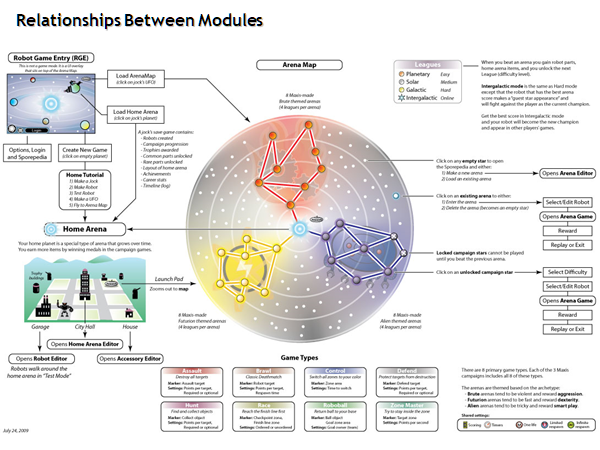 Relationships Between Modules
Robot Game Entry (RGE)
This is not a game mode. It is a UI overlay
that sits on top of the Arena Map.
Load ArenaMap
(click on jock's UFO)
Load Home Arena
(click on jock's planet)
Login
Options, Login
and Sporepedia
Create New Game
(click on empty planet)
Home Tutorial
1) Make a Jock
2) Make Robot
3) Test Robot
4) Make a UFO
5) Fly to Arena Map
A jock's save game contains:
- Robots created
- Campaign progression
- Trophies awarded
- Common parts unlocked
- Rare parts unlocked
- Layout of home arena
- Achievements
- Career stats
- Timeline (log)
Home Arena
Your home planet is a special type of arena that grows over time.
You earn more items by winning medals in the campaign games.
Trophy
buildings
Launch Pad
Zooms out to map
Garage
City Hall
House
Opens Home Arena Editor
Opens Robot Editor
Opens Accessory Editor
Robots walk around the
home arena in "Test Mode"
July 24, 2009
Arena Map
8 Maxis-made
Brute themed arenas
(4 leagues per arena)
8 Maxis-made
Futurion themed arenas
(4 leagues per arena)
8 Maxis-made
Alien themed arenas
(4 leagues per arena)
Leagues
Planetary Easy
Solar Medium
Galactic Hard
Intergalactic Online
When you beat an arena you gain robot parts,
home arena items, and you unlock the next
League (difficulty level).
Intergalactic mode is the same as Hard mode
except that the robot that has the best arena
score makes a "guest star appearance" and
will fight against the player as the current champion.
Get the best score in Intergalactic mode
and your robot will become the new champion
and appear in other players' games.
Click on any empty star to open
the Sporepedia and either:
1) Make a new arena
2) Load an existing arena
Opens Arena Editor
Click on an existing arena to either:
1) Enter the arena
2) Delete the arena (becomes an empty star)
Select/Edit Robot
Opens Arena Game
Reward
Replay or Exit
Locked campaign stars cannot be played
until you beat the previous arena
Click on an unlocked campaign star
Select Difficulty
Select/Edit Robot
Opens Arena Game
Reward
Replay or Exit
Game Types
Assault
Destroy all targets
Marker: Assault target
Settings: Points per target,
Required or optional
Brawl
Classic Deathmatch
Marker: Robot target
Settings: Points per target,
Respawn time
Control
Switch all zones to your color
Marker: Zone area
Settings: Time to switch
Defend
Protect targets from destruction
Marker: Defend target
Settings: Points per target,
Required or optional
Hunt
Find and collect objects
Marker: Collect object
Settings: Points per target,
Required or optional
Race
Reach the finish line first
Marker: Checkpoint zone,
Finish line zone
Settings: Ordered or unordered
Roboball
Return ball to your base
Marker: Ball object
Goal zone area
Settings: Goal owner (team)
Zone Master
Try to stay inside the zone
Marker: Target zone
Settings: Points per second
There are 8 primary game types. Each of the 3 Maxis
campaigns includes all 8 of these types.
The arenas are themed based on the archetype:
- Brute arenas tend to be violent and reward aggression.
- Futurion arenas tend to be fast and reward dexterity.
- Alien arenas tend to be tricky and reward smart play.
Shared settings:
Scoring
Timers
One life
Limited
respawn
Infinite
respawn